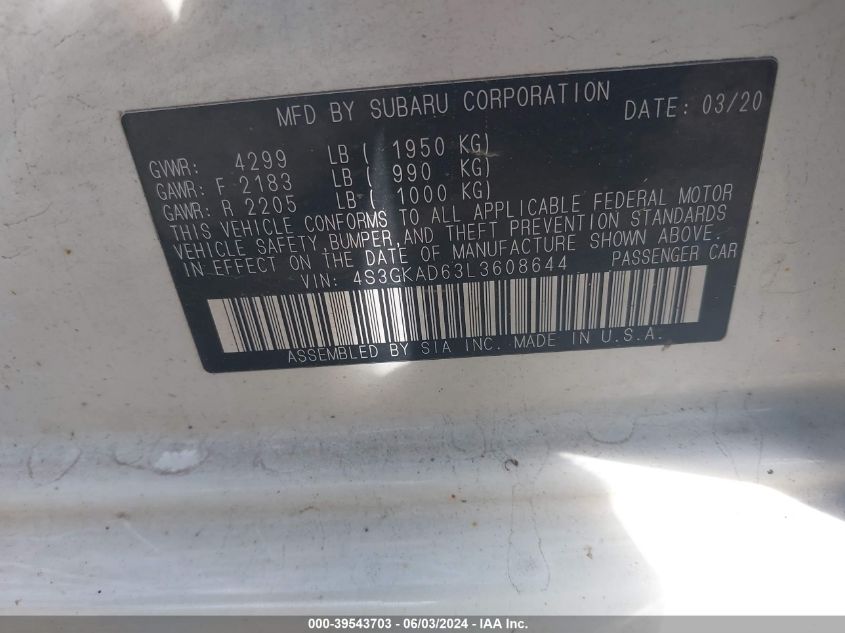 MFD BY SUBARU CORPORATION DATE: 03/20
GVWR: 4299 LB ( 1950 KG)
GAWR: F 2183 LB ( 990 KG)
GAWR: R 2205 LB ( 1000 KG)
THIS VEHICLE CONFORMS TO ALL APPLICABLE FEDERAL MOTOR
VEHICLE SAFETY, BUMPER, AND THEFT PREVENTION STANDARDS
IN EFFECT ON THE DATE OF MANUFACTURE SHOWN ABOVE.
VIN: 4S3GKAD63L3608644 PASSENGER CAR
ASSEMBLED BY SIA INC. MADE IN U.S.A.
000-39543703 - 06/03/2024 - IAA Inc.